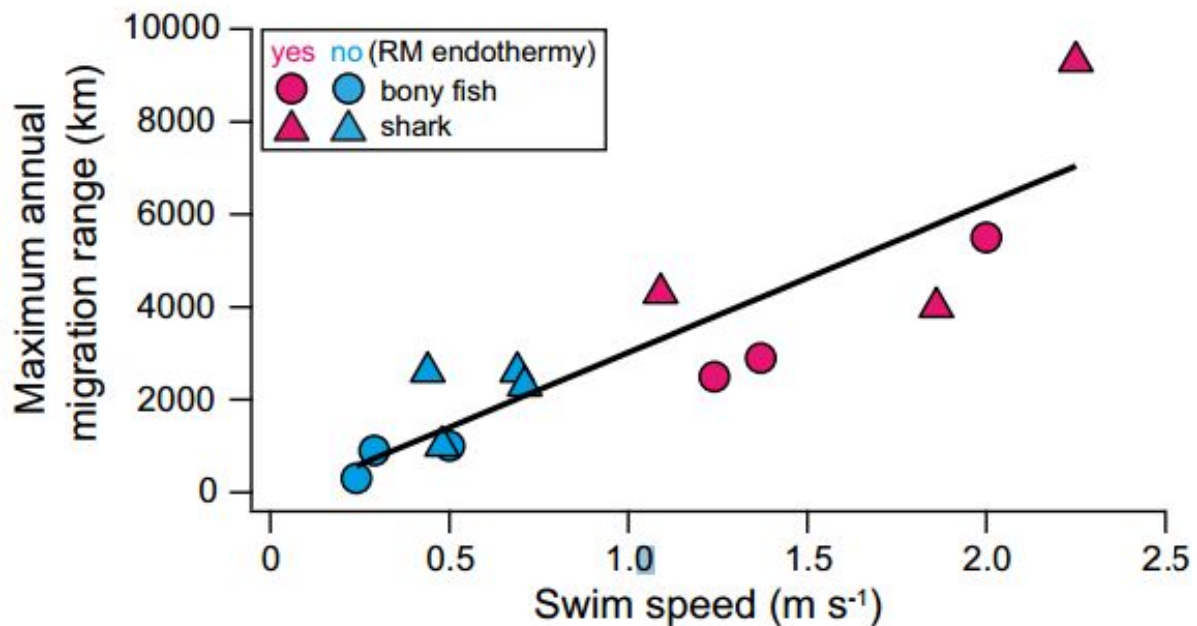 10000
8000
6000
4000
2000
0
Maximum annual
migration range (km)
yes no (RM endothermy)
bony fish
shark
0 0.5 1.0 1.5 2.0 2.5
Swim speed (m s⁻¹)